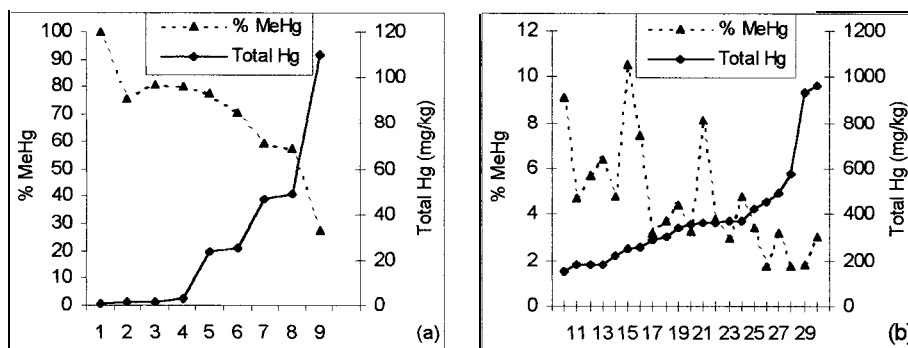 % MeHg
Total Hg
100
90
80
70
60
50
40
30
20
10
0
% MeHg
120
100
80
60
40
20
0
Total Hg (mg/kg)
1 2 3 4 5 6 7 8 9
(a)
% MeHg
Total Hg
12
10
8
6
4
2
0
% MeHg
1200
1000
800
600
400
200
0
Total Hg (mg/kg)
11 13 15 17 19 21 23 25 27 29
(b)